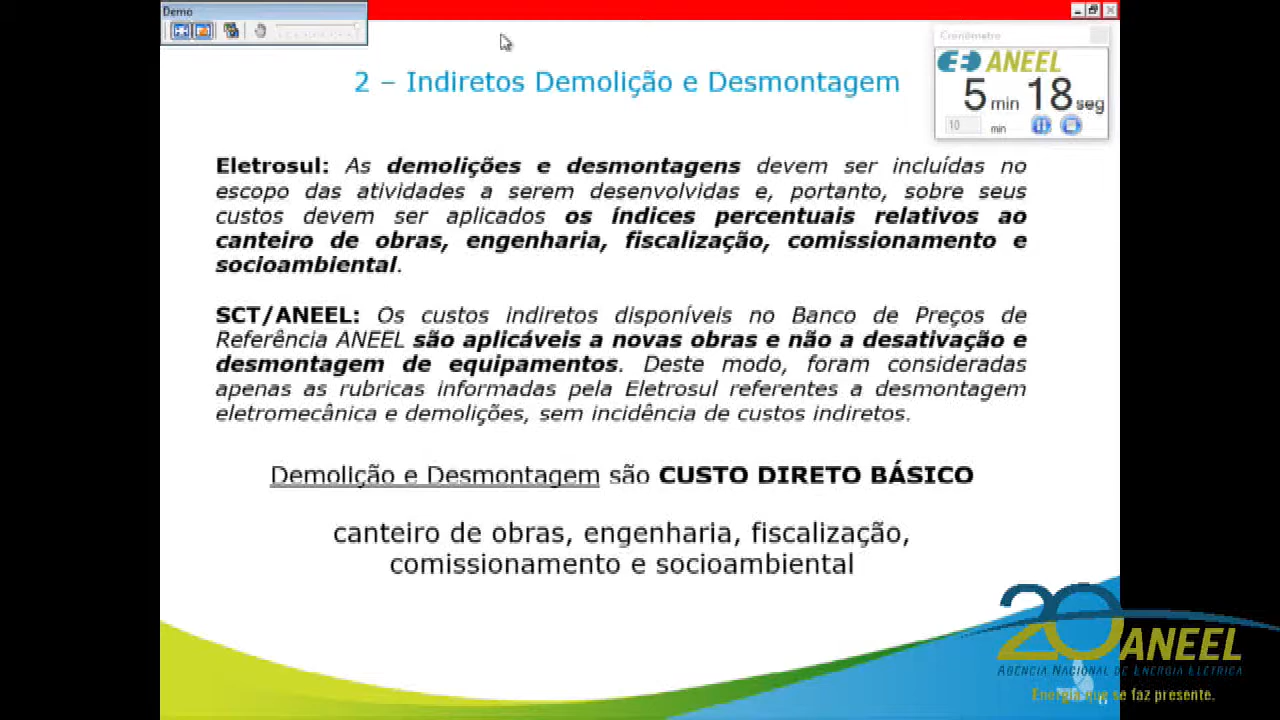 Demo
Cronômetro
ANEEL
5 min 18 seg
10 min
2 – Indiretos Demolição e Desmontagem
Eletrosul: As demolições e desmontagens devem ser incluídas no
escopo das atividades a serem desenvolvidas e, portanto, sobre seus
custos devem ser aplicados os índices percentuais relativos ao
canteiro de obras, engenharia, fiscalização, comissionamento e
socioambiental.
SCT/ANEEL: Os custos indiretos disponíveis no Banco de Preços de
Referência ANEEL são aplicáveis a novas obras e não a desativação e
desmontagem de equipamentos. Deste modo, foram consideradas
apenas as rubricas informadas pela Eletrosul referentes a desmontagem
eletromecânica e demolições, sem incidência de custos indiretos.
Demolição e Desmontagem são CUSTO DIRETO BÁSICO
canteiro de obras, engenharia, fiscalização,
comissionamento e socioambiental
20 ANEEL
AGÊNCIA NACIONAL DE ENERGIA ELÉTRICA
Energia que se faz presente.